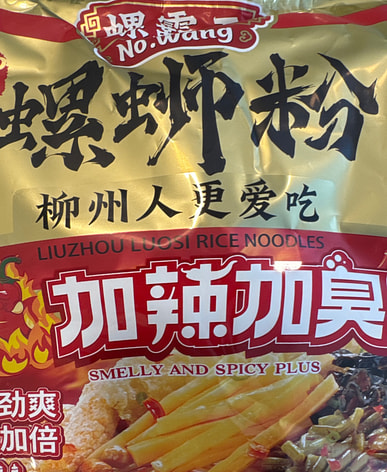 螺霸王
No.Wang
螺蛳粉
柳州人更爱吃
LIUZHOU LUOSI RICE NOODLES
加辣加臭
SMELLY AND SPICY PLUS
劲爽
加倍